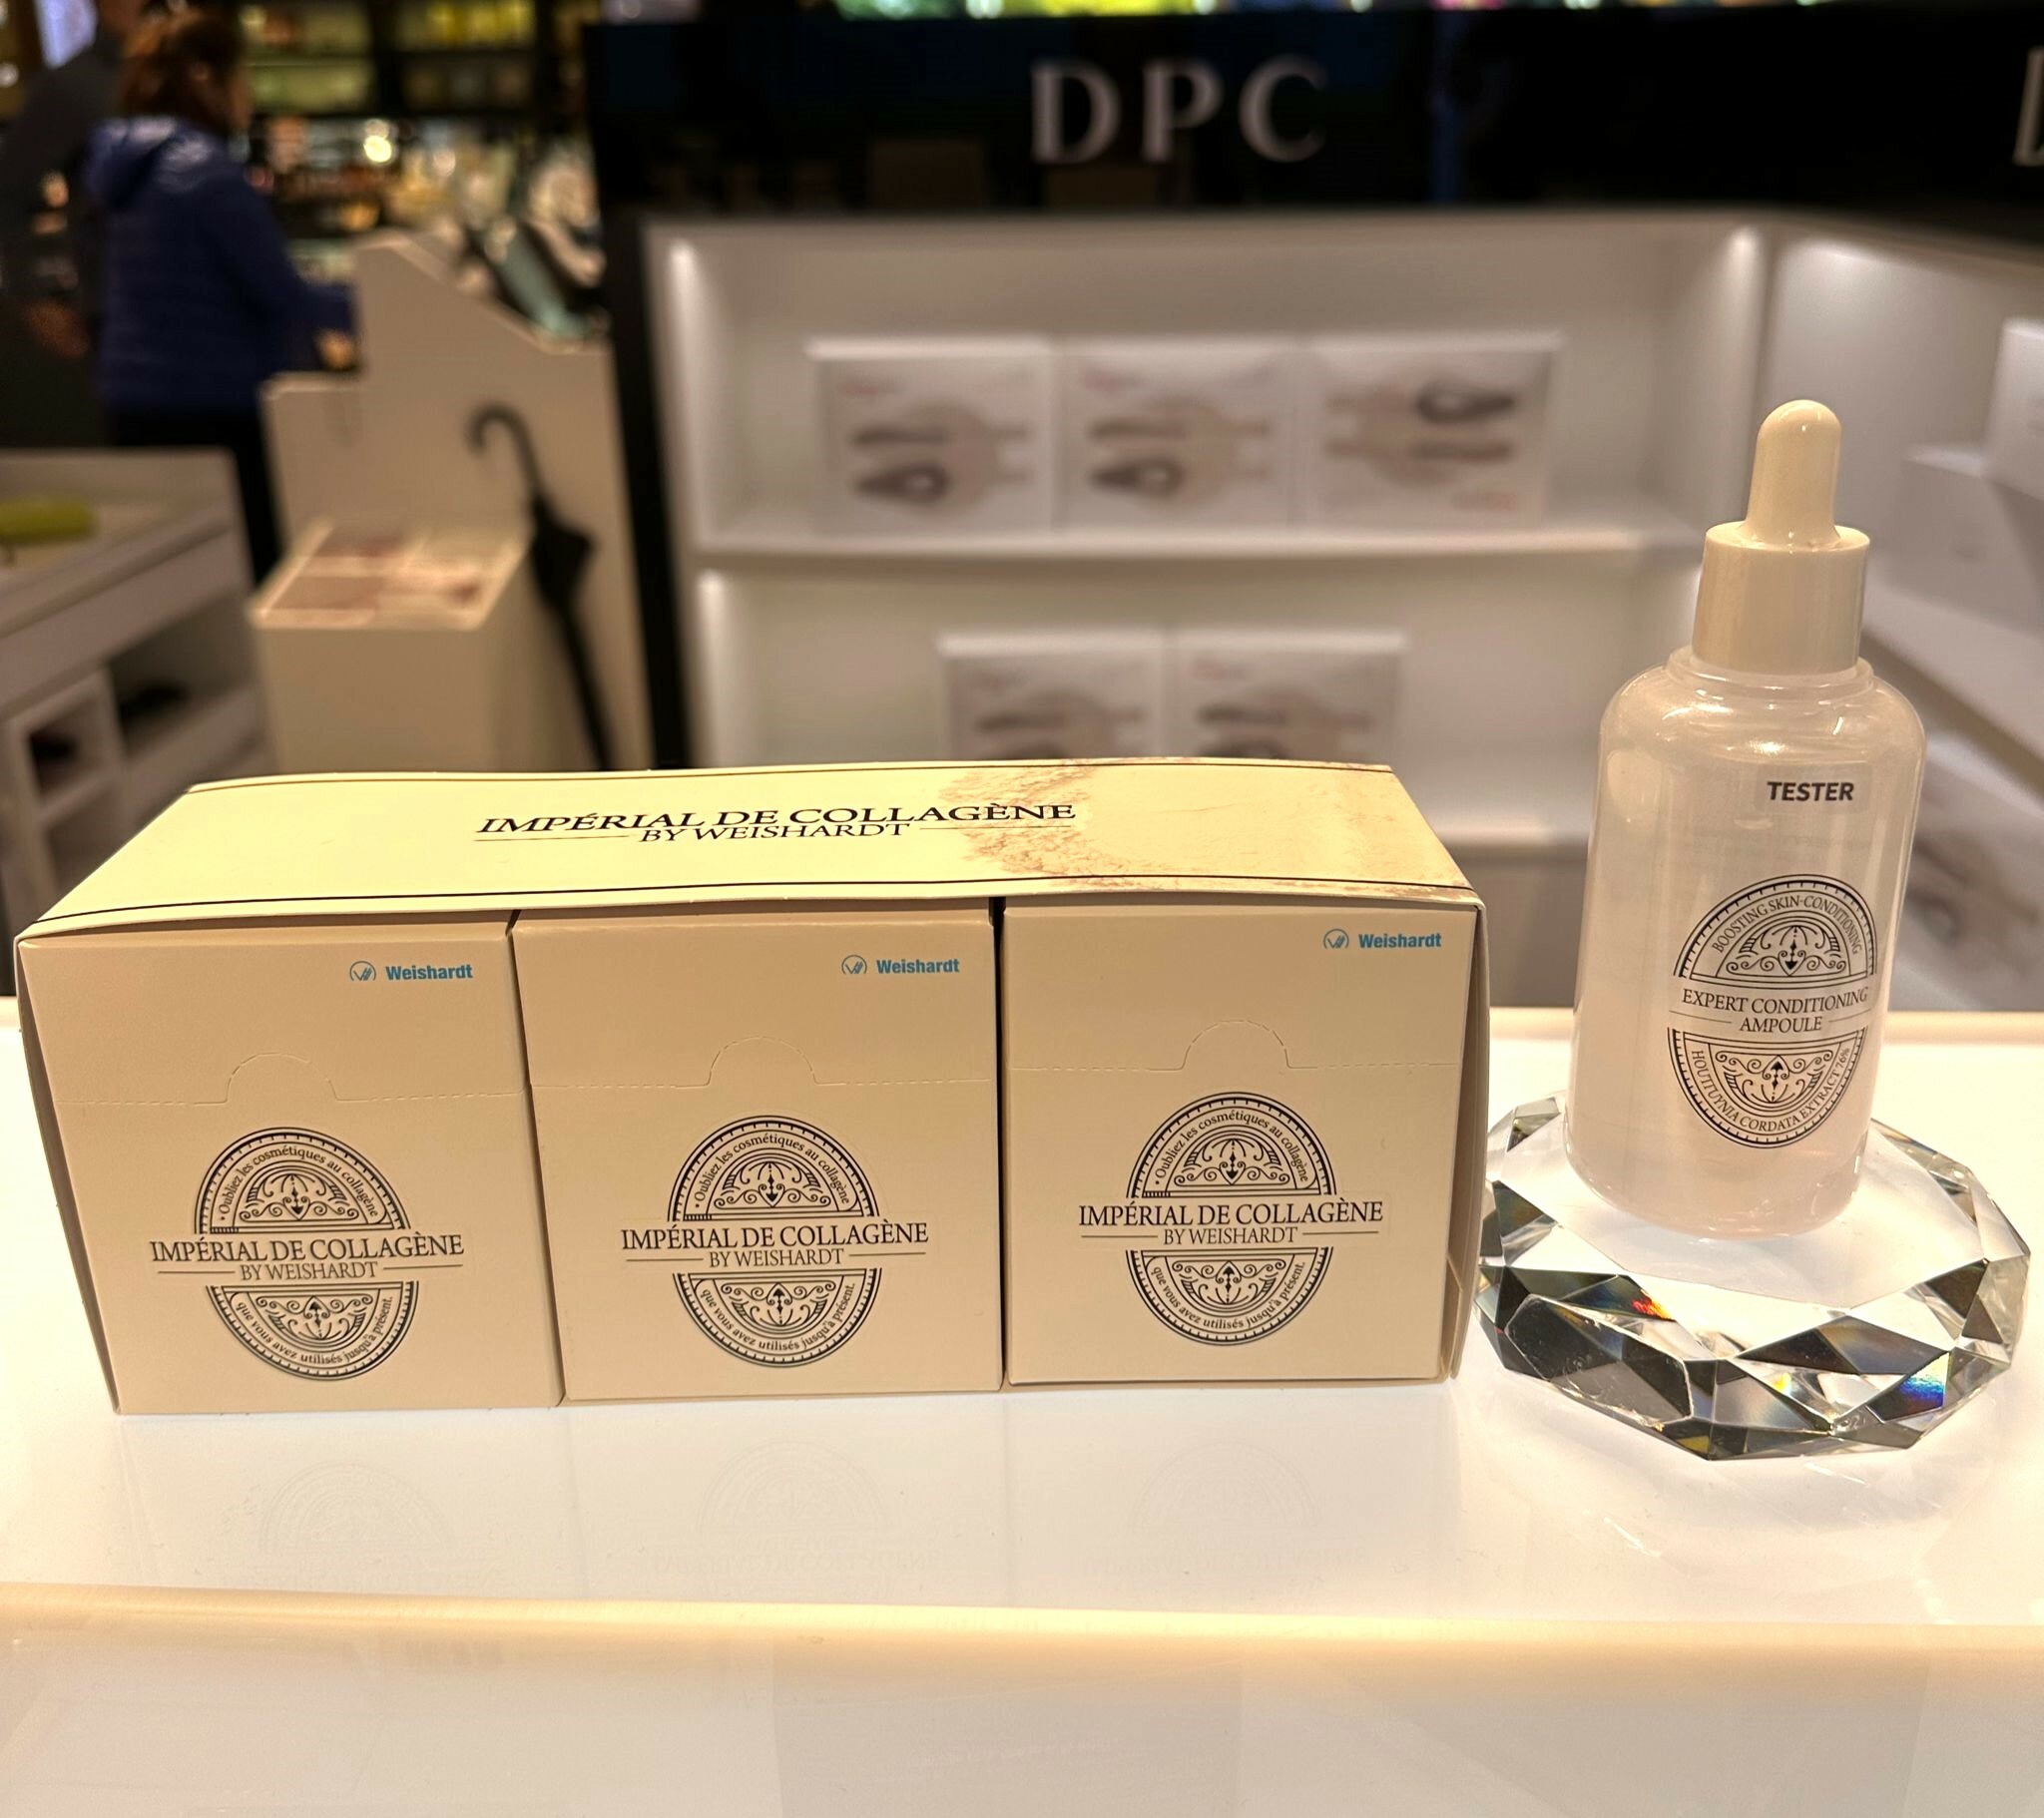 DPC
IMPÉRIAL DE COLLAGÈNE
BY WEISHARDT
Weishardt
Oubliez les cosmétiques au collagène
IMPÉRIAL DE COLLAGÈNE
BY WEISHARDT
que vous avez utilisés jusqu'à présent.
Weishardt
Oubliez les cosmétiques au collagène
IMPÉRIAL DE COLLAGÈNE
BY WEISHARDT
que vous avez utilisés jusqu'à présent.
Weishardt
Oubliez les cosmétiques au collagène
IMPÉRIAL DE COLLAGÈNE
BY WEISHARDT
que vous avez utilisés jusqu'à présent.
TESTER
BOOSTING SKIN-CONDITIONING
EXPERT CONDITIONING
AMPOULE
HOUTTUYNIA CORDATA EXTRACT 76%